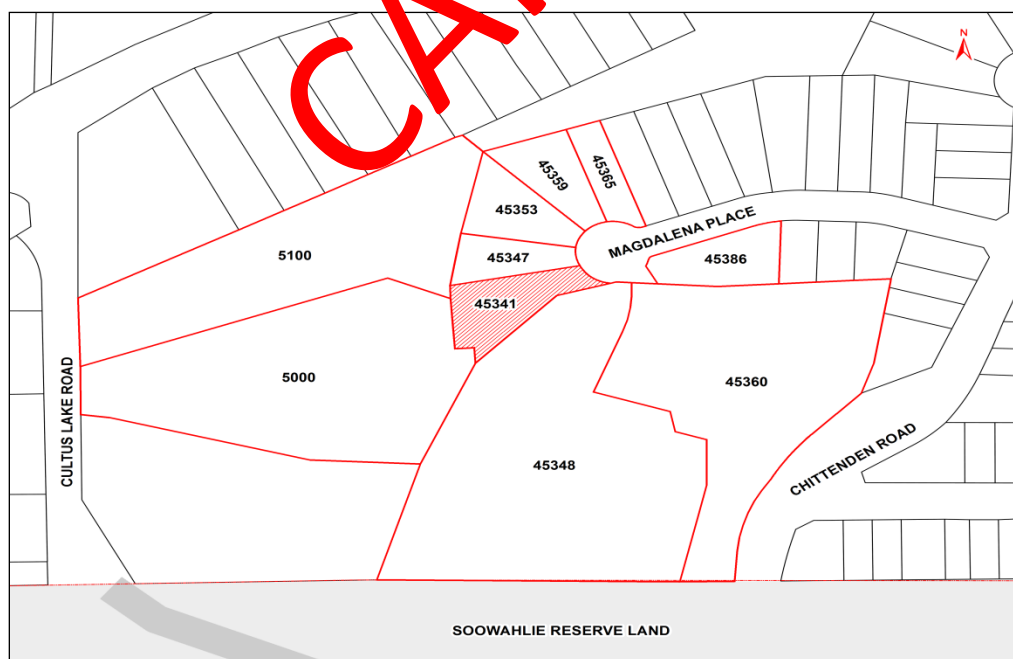 N
45365
45359
45353
MAGDALENA PLACE
5100
45347
45386
45341
5000
45360
CULTUS LAKE ROAD
CHITTENDEN ROAD
45348
SOOWAHLIE RESERVE LAND